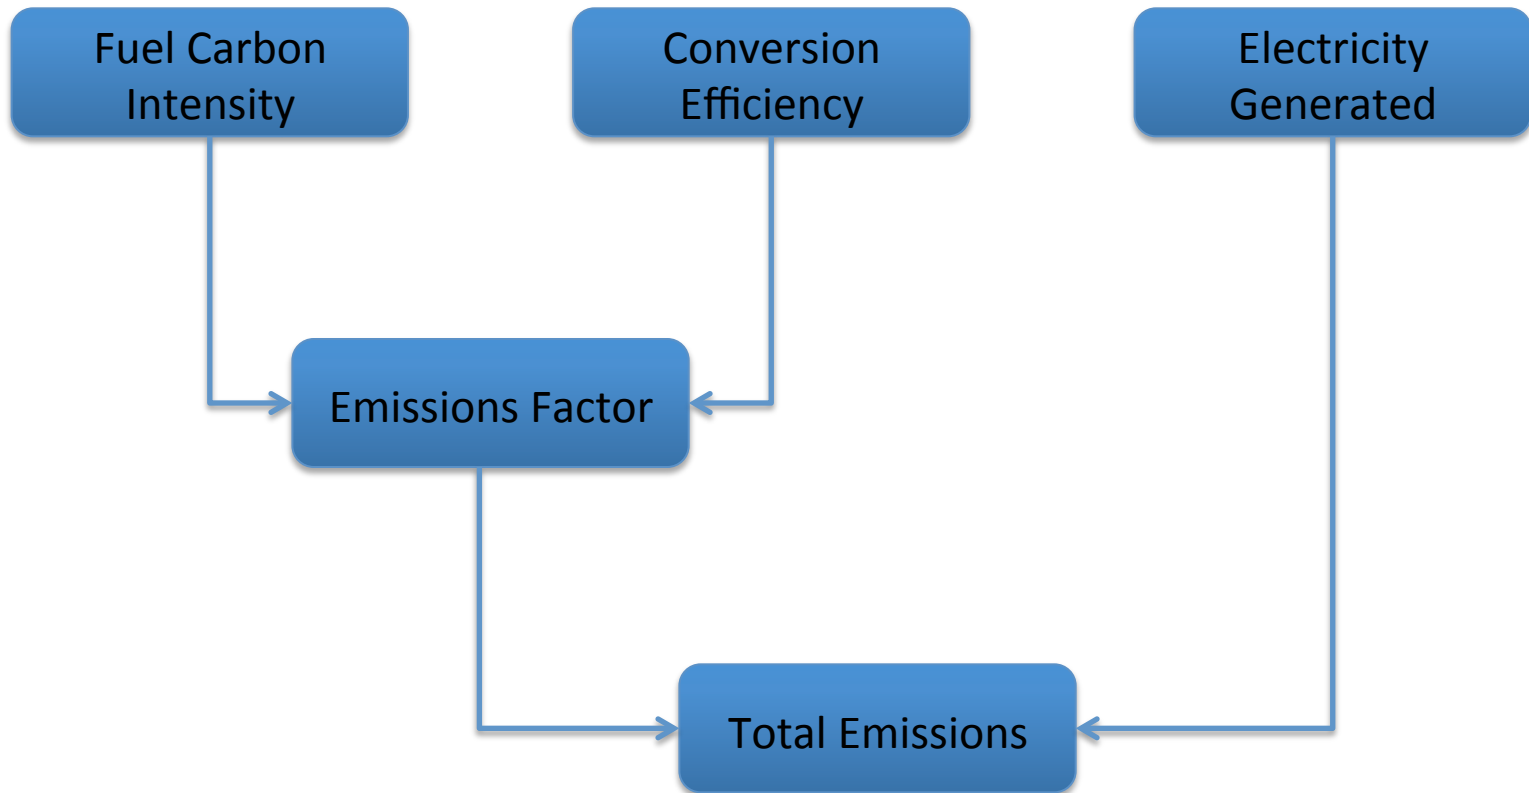 Fuel Carbon
Intensity
Conversion
Efficiency
Electricity
Generated
Emissions Factor
Total Emissions